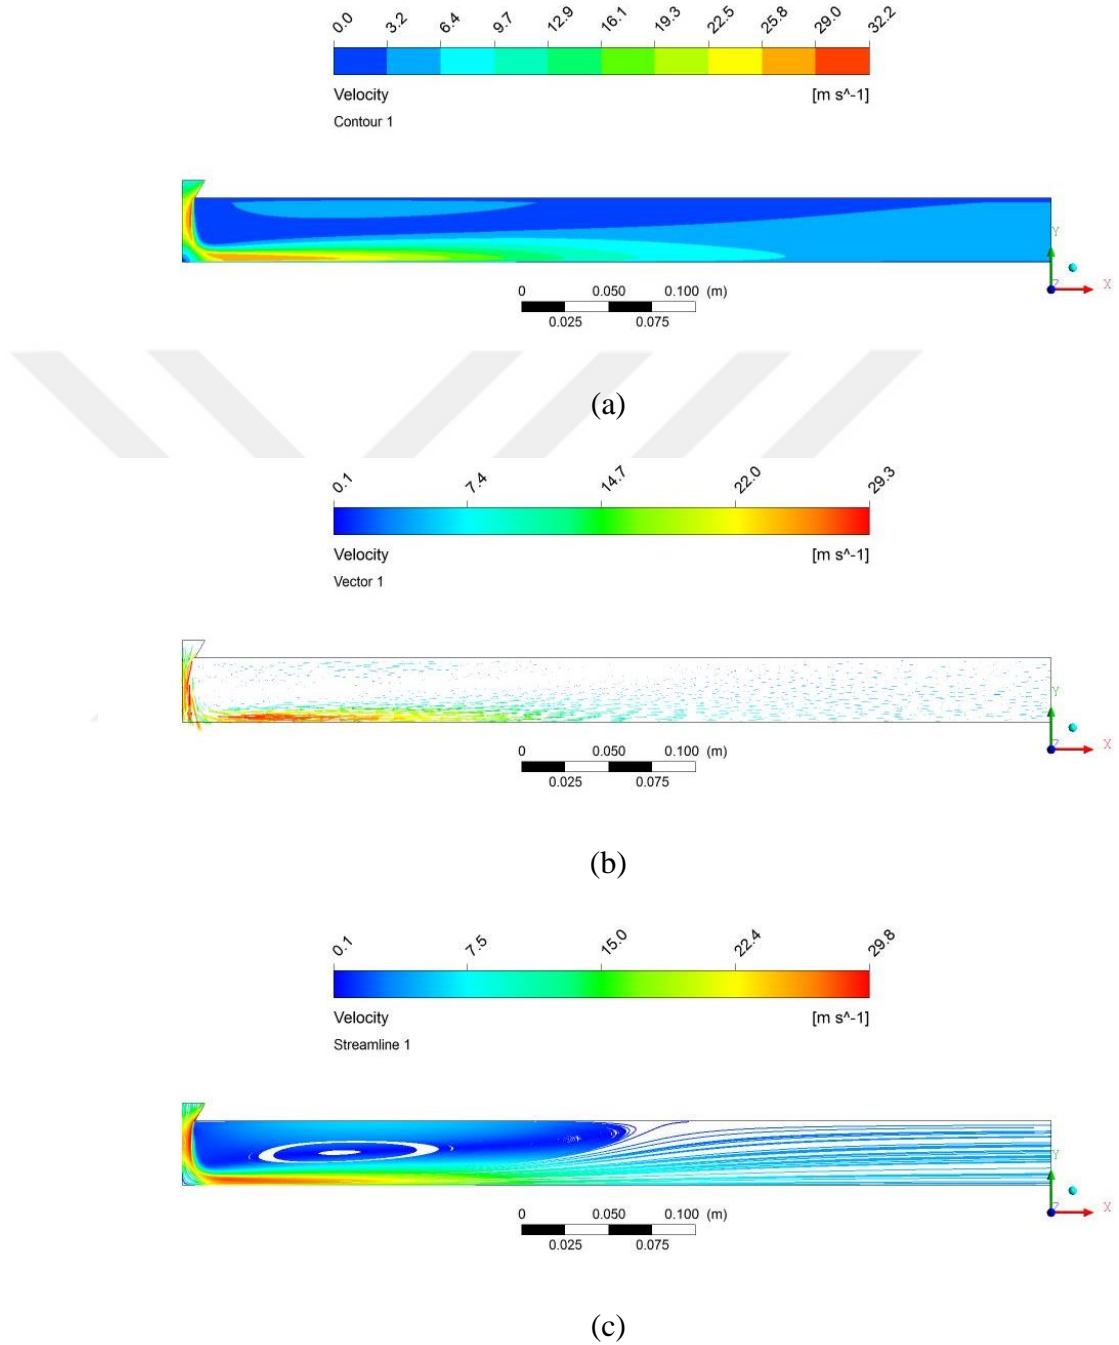 0.0 3.2 6.4 9.7 12.9 16.1 19.3 22.5 25.8 29.0 32.2
Velocity [m s^-1]
Contour 1
Y
Z X
0 0.050 0.100 (m)
0.025 0.075
(a)
0.1 7.4 14.7 22.0 29.3
Velocity [m s^-1]
Vector 1
Y
Z X
0 0.050 0.100 (m)
0.025 0.075
(b)
0.1 7.5 15.0 22.4 29.8
Velocity [m s^-1]
Streamline 1
Y
Z X
0 0.050 0.100 (m)
0.025 0.075
(c)